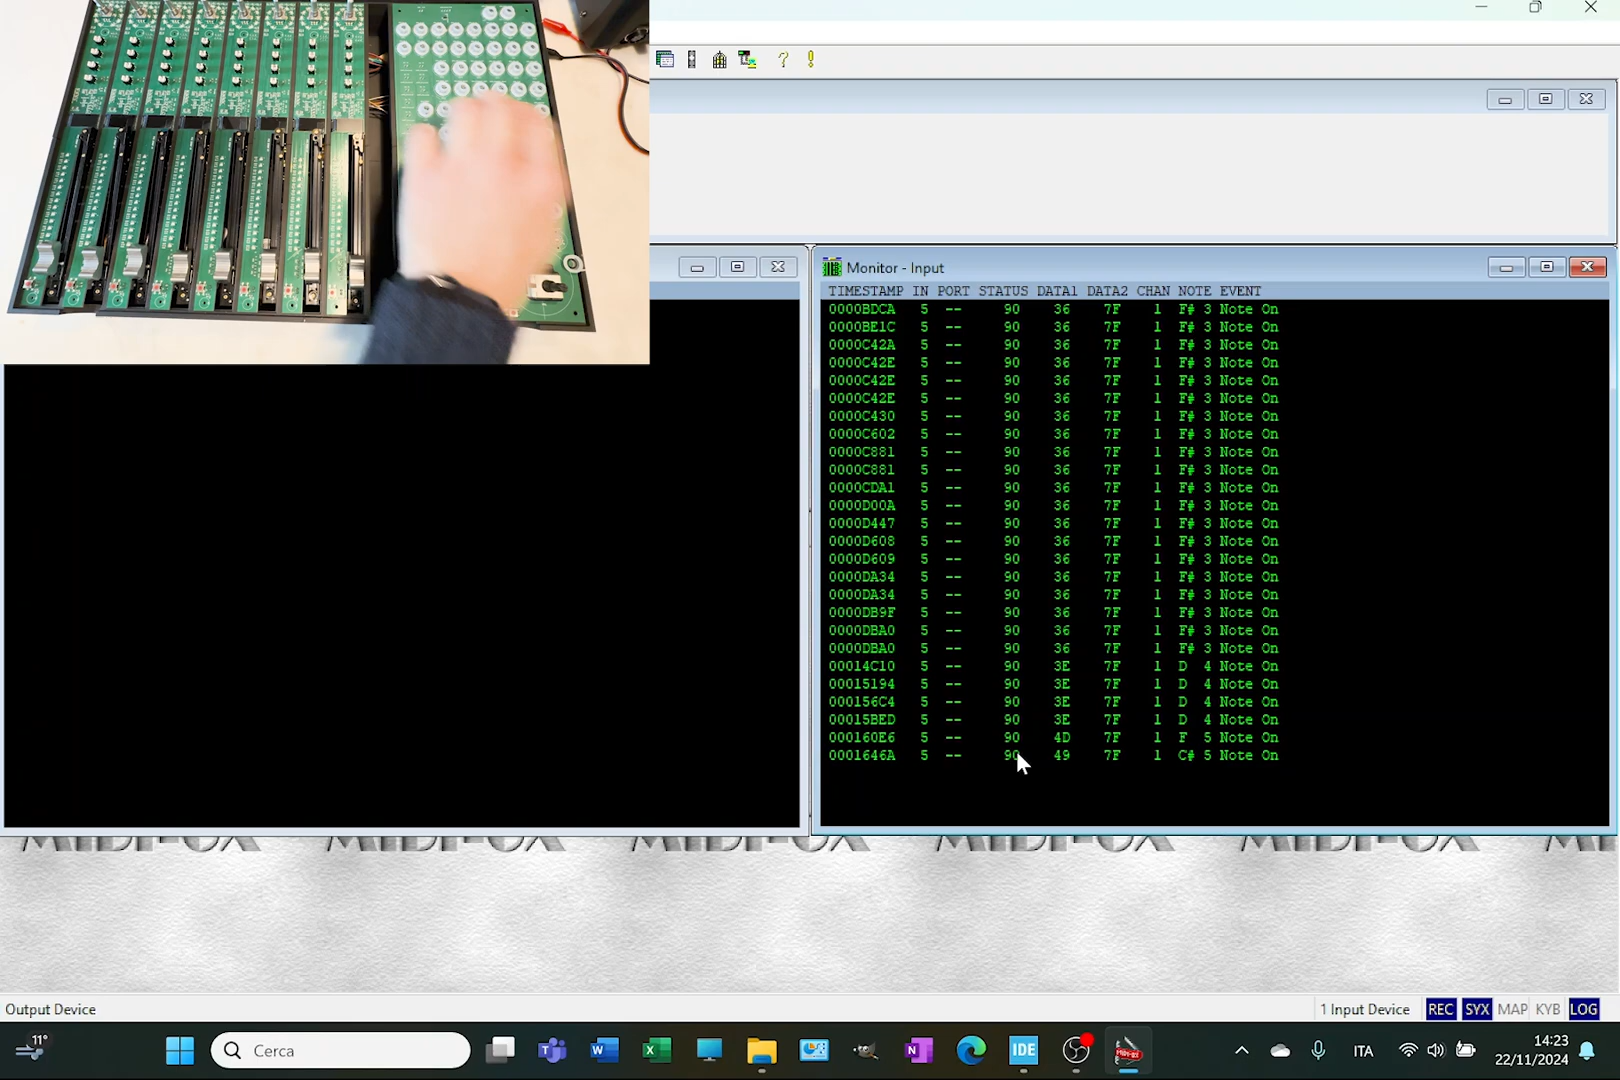 Monitor - Input
TIMESTAMP IN PORT STATUS DATA1 DATA2 CHAN NOTE EVENT
0000BDCA 5 -- 90 36 7F 1 F# 3 Note On
0000BE1C 5 -- 90 36 7F 1 F# 3 Note On
0000C42A 5 -- 90 36 7F 1 F# 3 Note On
0000C42E 5 -- 90 36 7F 1 F# 3 Note On
0000C42E 5 -- 90 36 7F 1 F# 3 Note On
0000C42E 5 -- 90 36 7F 1 F# 3 Note On
0000C430 5 -- 90 36 7F 1 F# 3 Note On
0000C602 5 -- 90 36 7F 1 F# 3 Note On
0000C881 5 -- 90 36 7F 1 F# 3 Note On
0000C881 5 -- 90 36 7F 1 F# 3 Note On
0000CDA1 5 -- 90 36 7F 1 F# 3 Note On
0000D00A 5 -- 90 36 7F 1 F# 3 Note On
0000D447 5 -- 90 36 7F 1 F# 3 Note On
0000D608 5 -- 90 36 7F 1 F# 3 Note On
0000D609 5 -- 90 36 7F 1 F# 3 Note On
0000DA34 5 -- 90 36 7F 1 F# 3 Note On
0000DA34 5 -- 90 36 7F 1 F# 3 Note On
0000DB9F 5 -- 90 36 7F 1 F# 3 Note On
0000DBA0 5 -- 90 36 7F 1 F# 3 Note On
0000DBA0 5 -- 90 36 7F 1 F# 3 Note On
00014C10 5 -- 90 3E 7F 1 D 4 Note On
00015194 5 -- 90 3E 7F 1 D 4 Note On
000156C4 5 -- 90 3E 7F 1 D 4 Note On
00015BED 5 -- 90 3E 7F 1 D 4 Note On
000160E6 5 -- 90 4D 7F 1 F 5 Note On
0001646A 5 -- 90 49 7F 1 C# 5 Note On
MIDI-OX MIDI-OX MIDI-OX MIDI-OX MIDI-OX
Output Device 1 Input Device REC SYX MAP KYB LOG
11° Cerca IDE ITA 14:23
22/11/2024